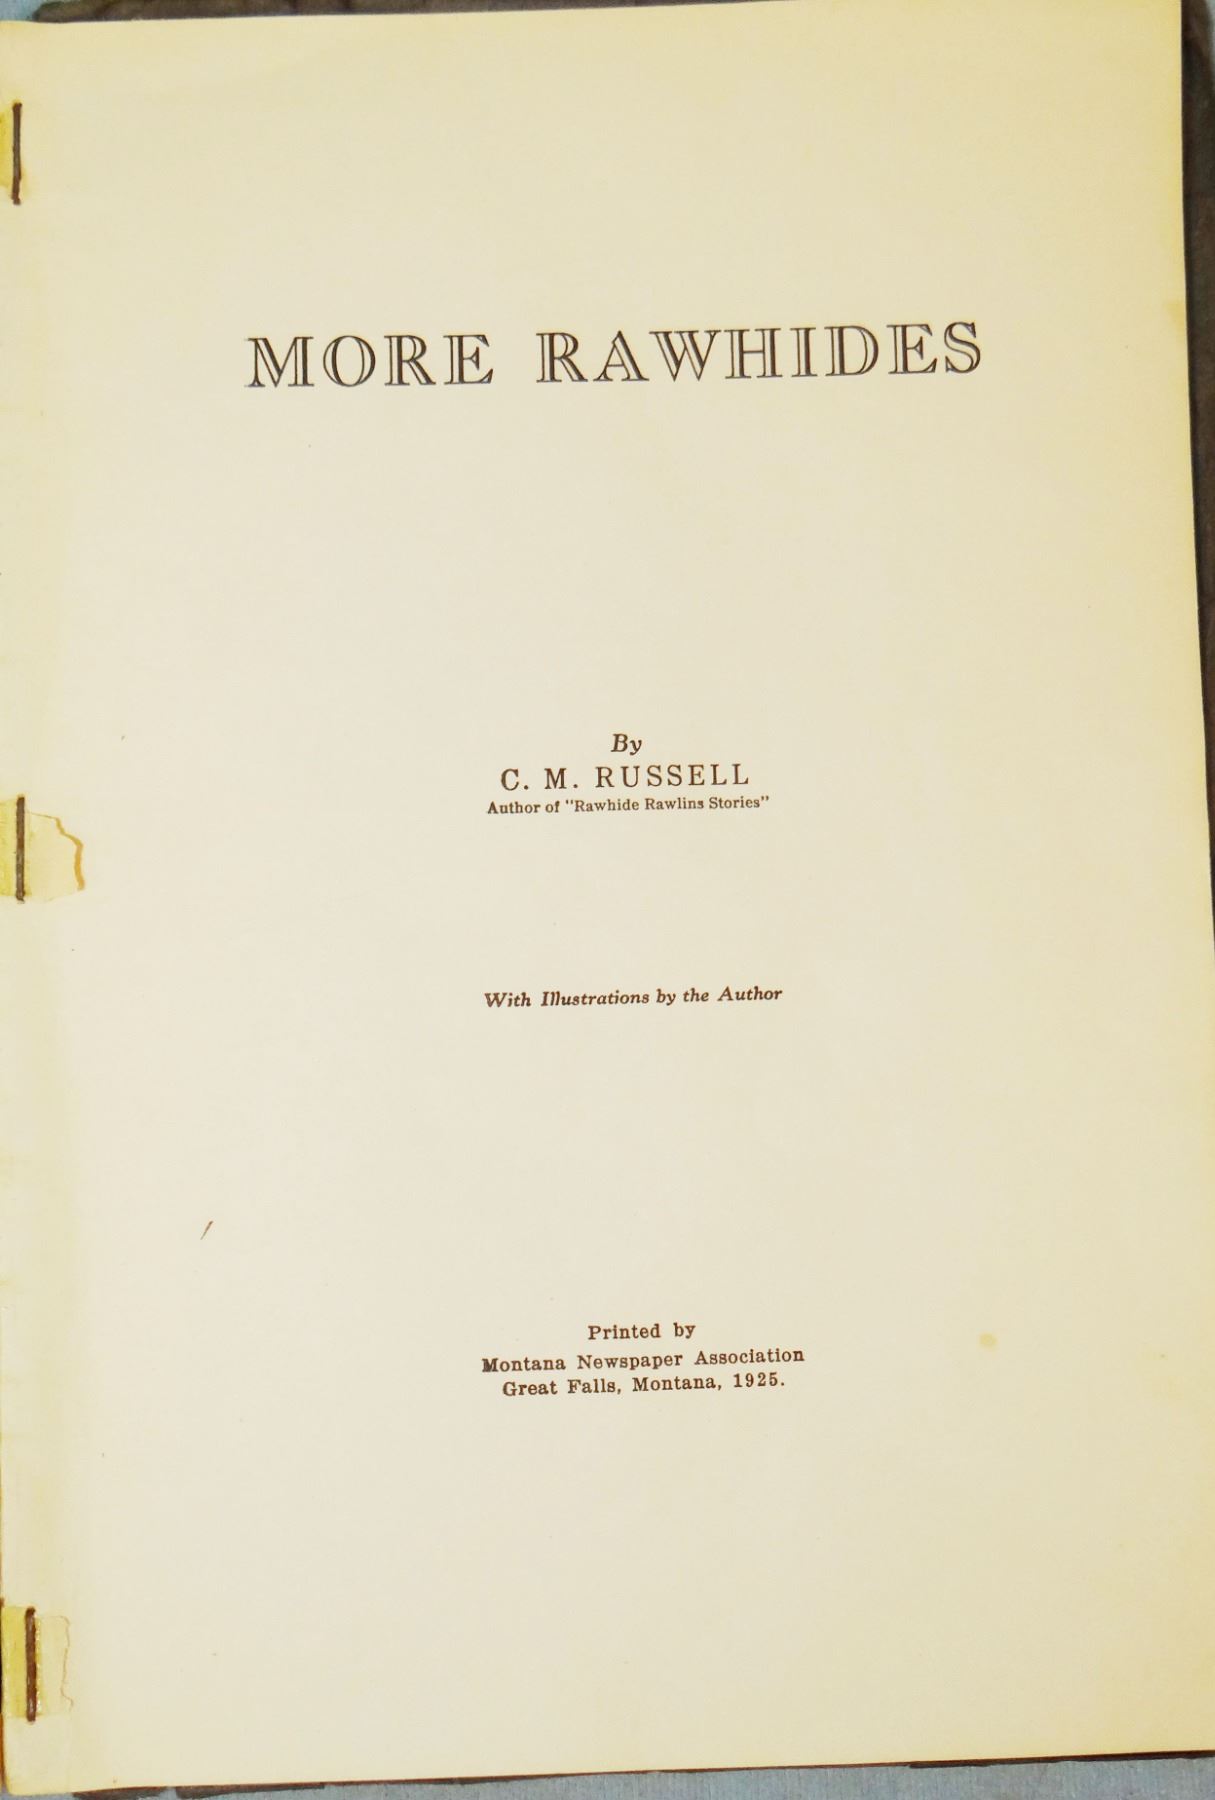 MORE RAWHIDES
By
C. M. RUSSELL
Author of "Rawhide Rawlins Stories"
With Illustrations by the Author
Printed by
Montana Newspaper Association
Great Falls, Montana, 1925.